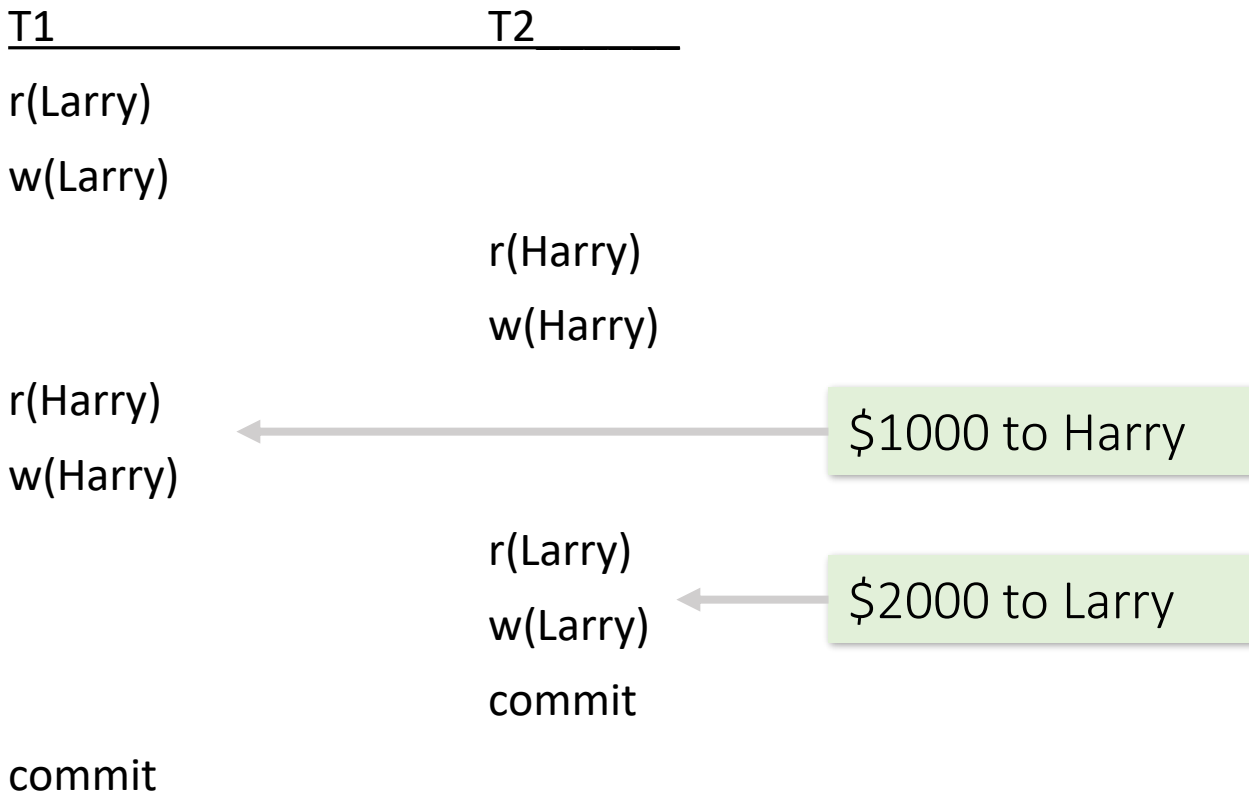 T1 T2
r(Larry)
w(Larry)
r(Harry)
w(Harry)
r(Harry)
$1000 to Harry
w(Harry)
r(Larry)
$2000 to Larry
w(Larry)
commit
commit